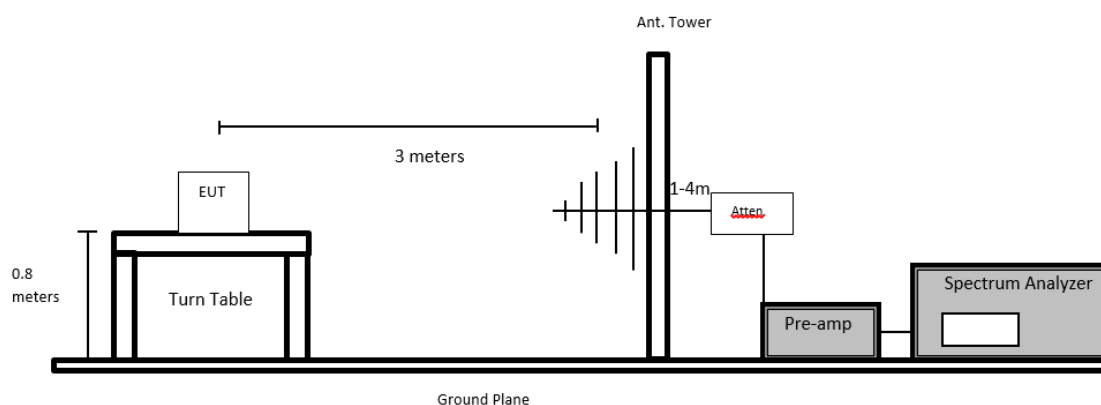 Ant. Tower
3 meters
EUT
1-4m
Atten
0.8
meters
Turn Table
Spectrum Analyzer
Pre-amp
Ground Plane